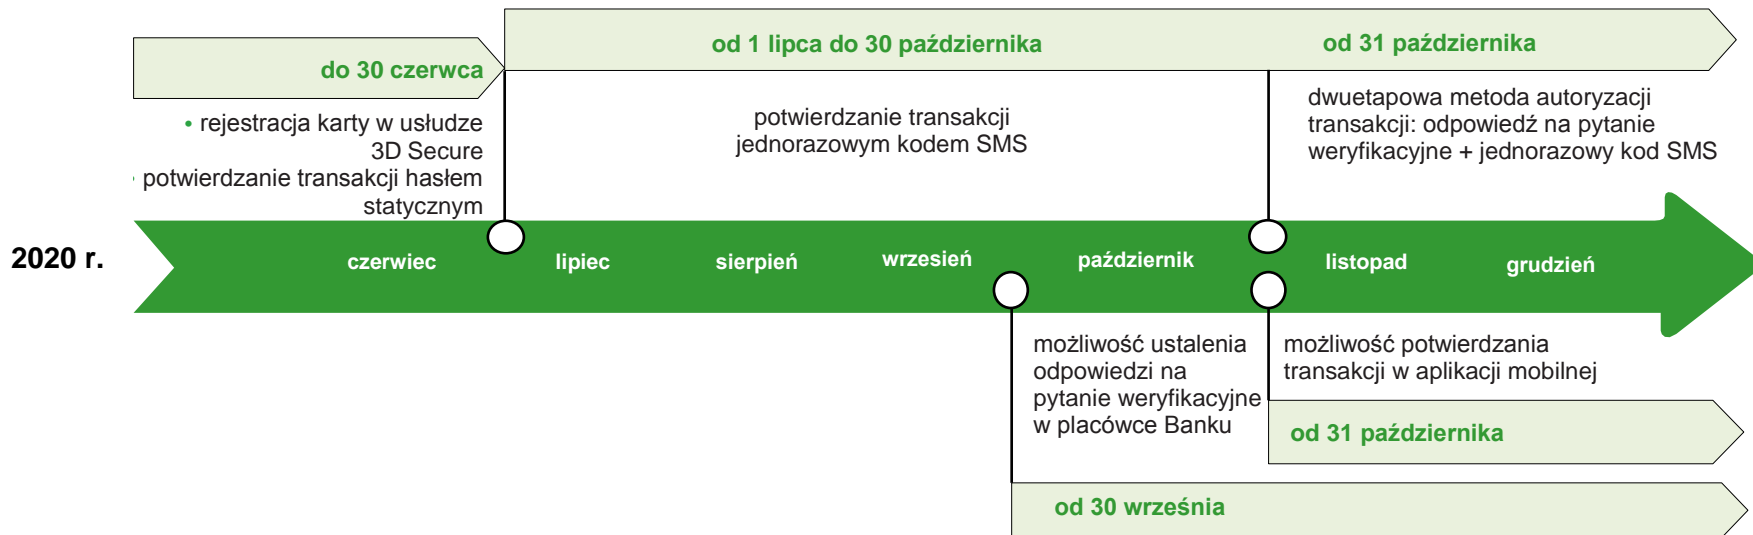 od 1 lipca do 30 października
od 31 października
do 30 czerwca
• rejestracja karty w usłudze
3D Secure
• potwierdzanie transakcji hasłem
statycznym
potwierdzanie transakcji
jednorazowym kodem SMS
dwuetapowa metoda autoryzacji
transakcji: odpowiedź na pytanie
weryfikacyjne + jednorazowy kod SMS
2020 r.
czerwiec
lipiec
sierpień
wrzesień
październik
listopad
grudzień
możliwość ustalenia
odpowiedzi na
pytanie weryfikacyjne
w placówce Banku
możliwość potwierdzania
transakcji w aplikacji mobilnej
od 31 października
od 30 września